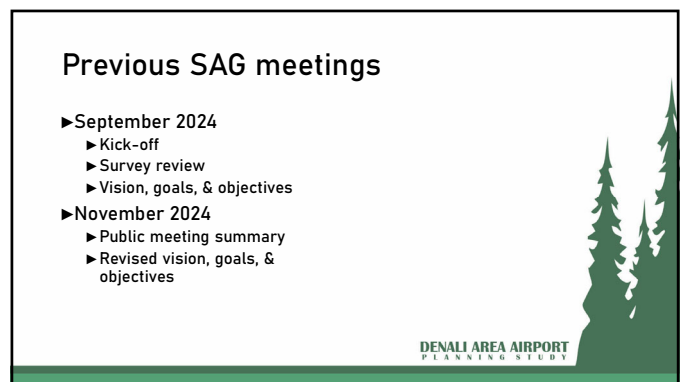 Previous SAG meetings
►September 2024
►Kick-off
►Survey review
►Vision, goals, & objectives
►November 2024
►Public meeting summary
►Revised vision, goals, &
objectives
DENALI AREA AIRPORT
PLANNING STUDY